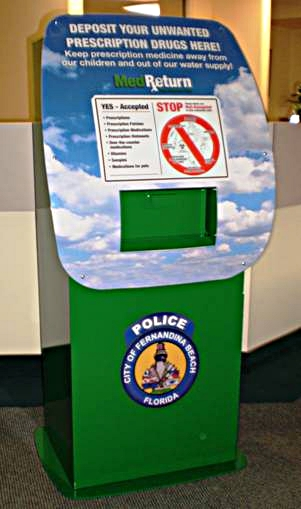 DEPOSIT YOUR UNWANTED
PRESCRIPTION DRUGS HERE!
Keep prescription medicine away from
our children and out of our water supply!
MedReturn
YES - Accepted
• Prescriptions
• Prescription Patches
• Prescription Medications
• Prescription Ointments
• Over-the-counter
medications
• Vitamins
• Samples
• Medications for pets
STOP
POLICE
CITY OF FERNANDINA BEACH
FLORIDA